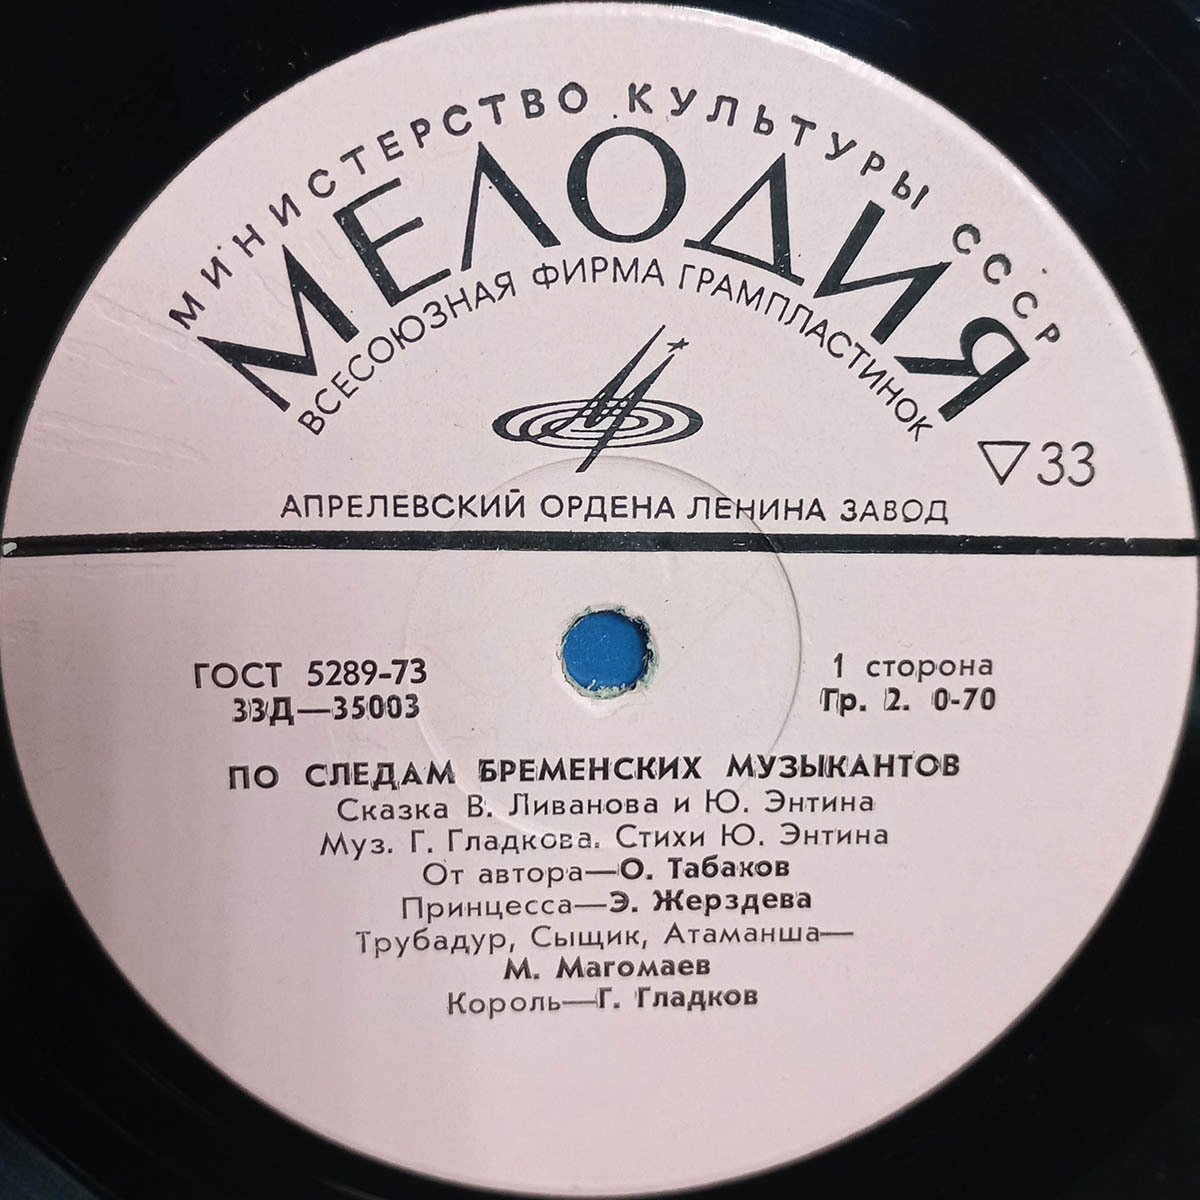 МИНИСТЕРСТВО КУЛЬТУРЫ СССР
МЕЛОДИЯ
ВСЕСОЮЗНАЯ ФИРМА ГРАМПЛАСТИНОК
33
АПРЕЛЕВСКИЙ ОРДЕНА ЛЕНИНА ЗАВОД
ГОСТ 5289-73
33Д—35003
1 сторона
Гр. 2. 0-70
ПО СЛЕДАМ БРЕМЕНСКИХ МУЗЫКАНТОВ
Сказка В. Ливанова и Ю. Энтина
Муз. Г. Гладкова. Стихи Ю. Энтина
От автора—О. Табаков
Принцесса—Э. Жерздева
Трубадур, Сыщик, Атаманша—
М. Магомаев
Король—Г. Гладков